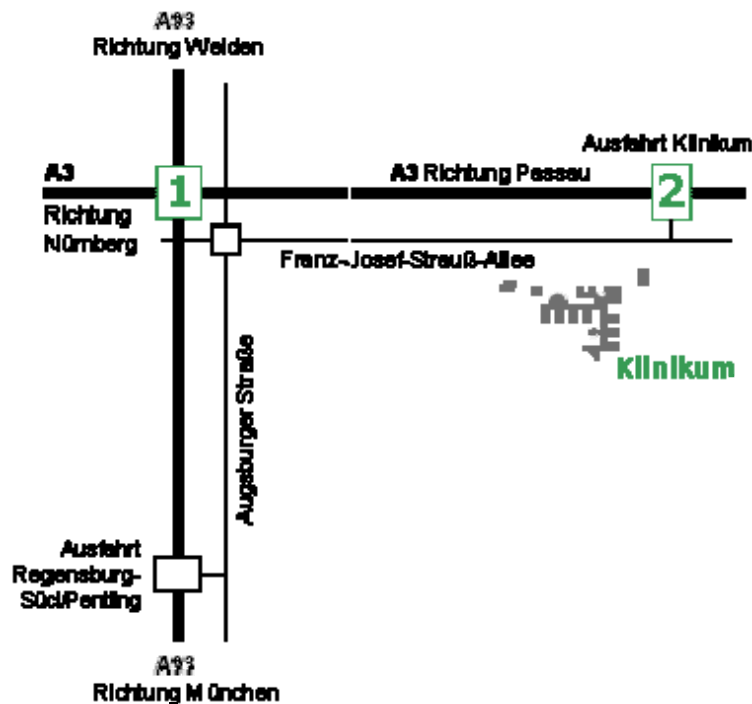 A93
Richtung Weiden
Ausfahrt Klinikum
A3
1
A3 Richtung Passau
2
Richtung
Nürnberg
Franz-Josef-Strauß-Allee
Klinikum
Augsburger Straße
Ausfahrt
Regensburg-
Süd/Pentling
A93
Richtung München